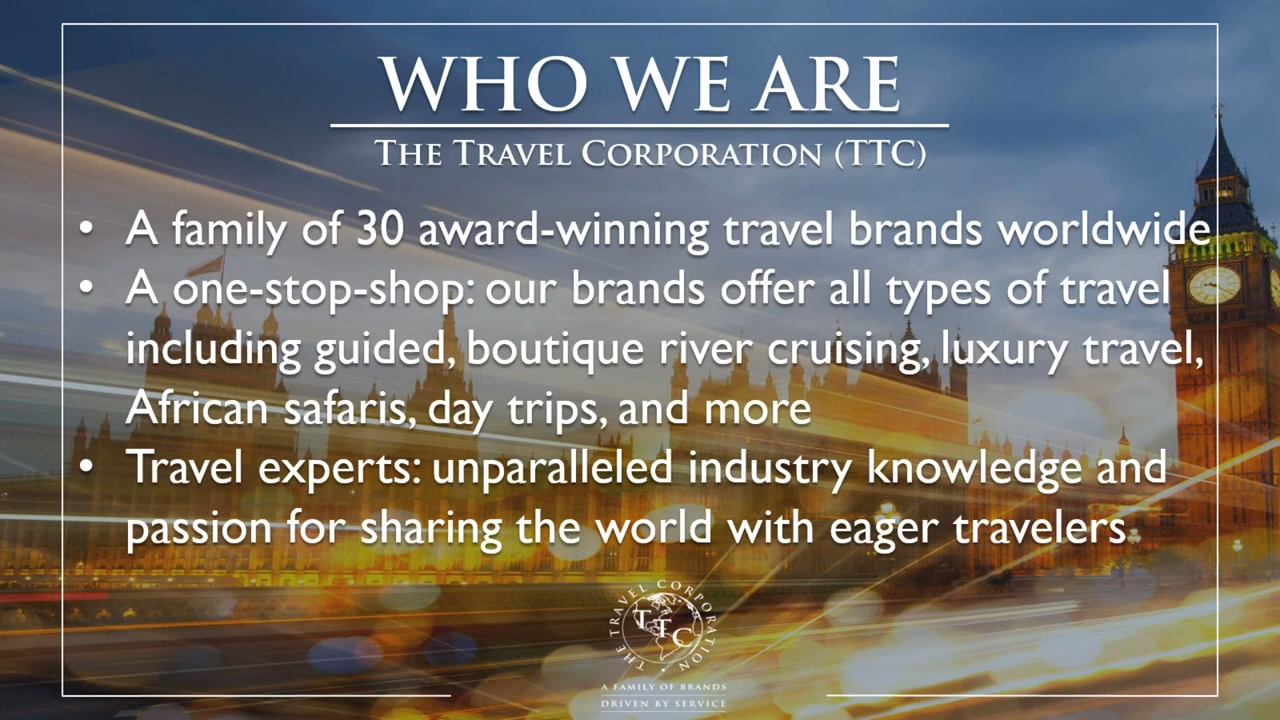 WHO WE ARE
THE TRAVEL CORPORATION (TTC)
• A family of 30 award-winning travel brands worldwide
• A one-stop-shop: our brands offer all types of travel
including guided, boutique river cruising, luxury travel,
African safaris, day trips, and more
• Travel experts: unparalleled industry knowledge and
passion for sharing the world with eager travelers
THE TRAVEL CORPORATION
TTC
A FAMILY OF BRANDS
DRIVEN BY SERVICE